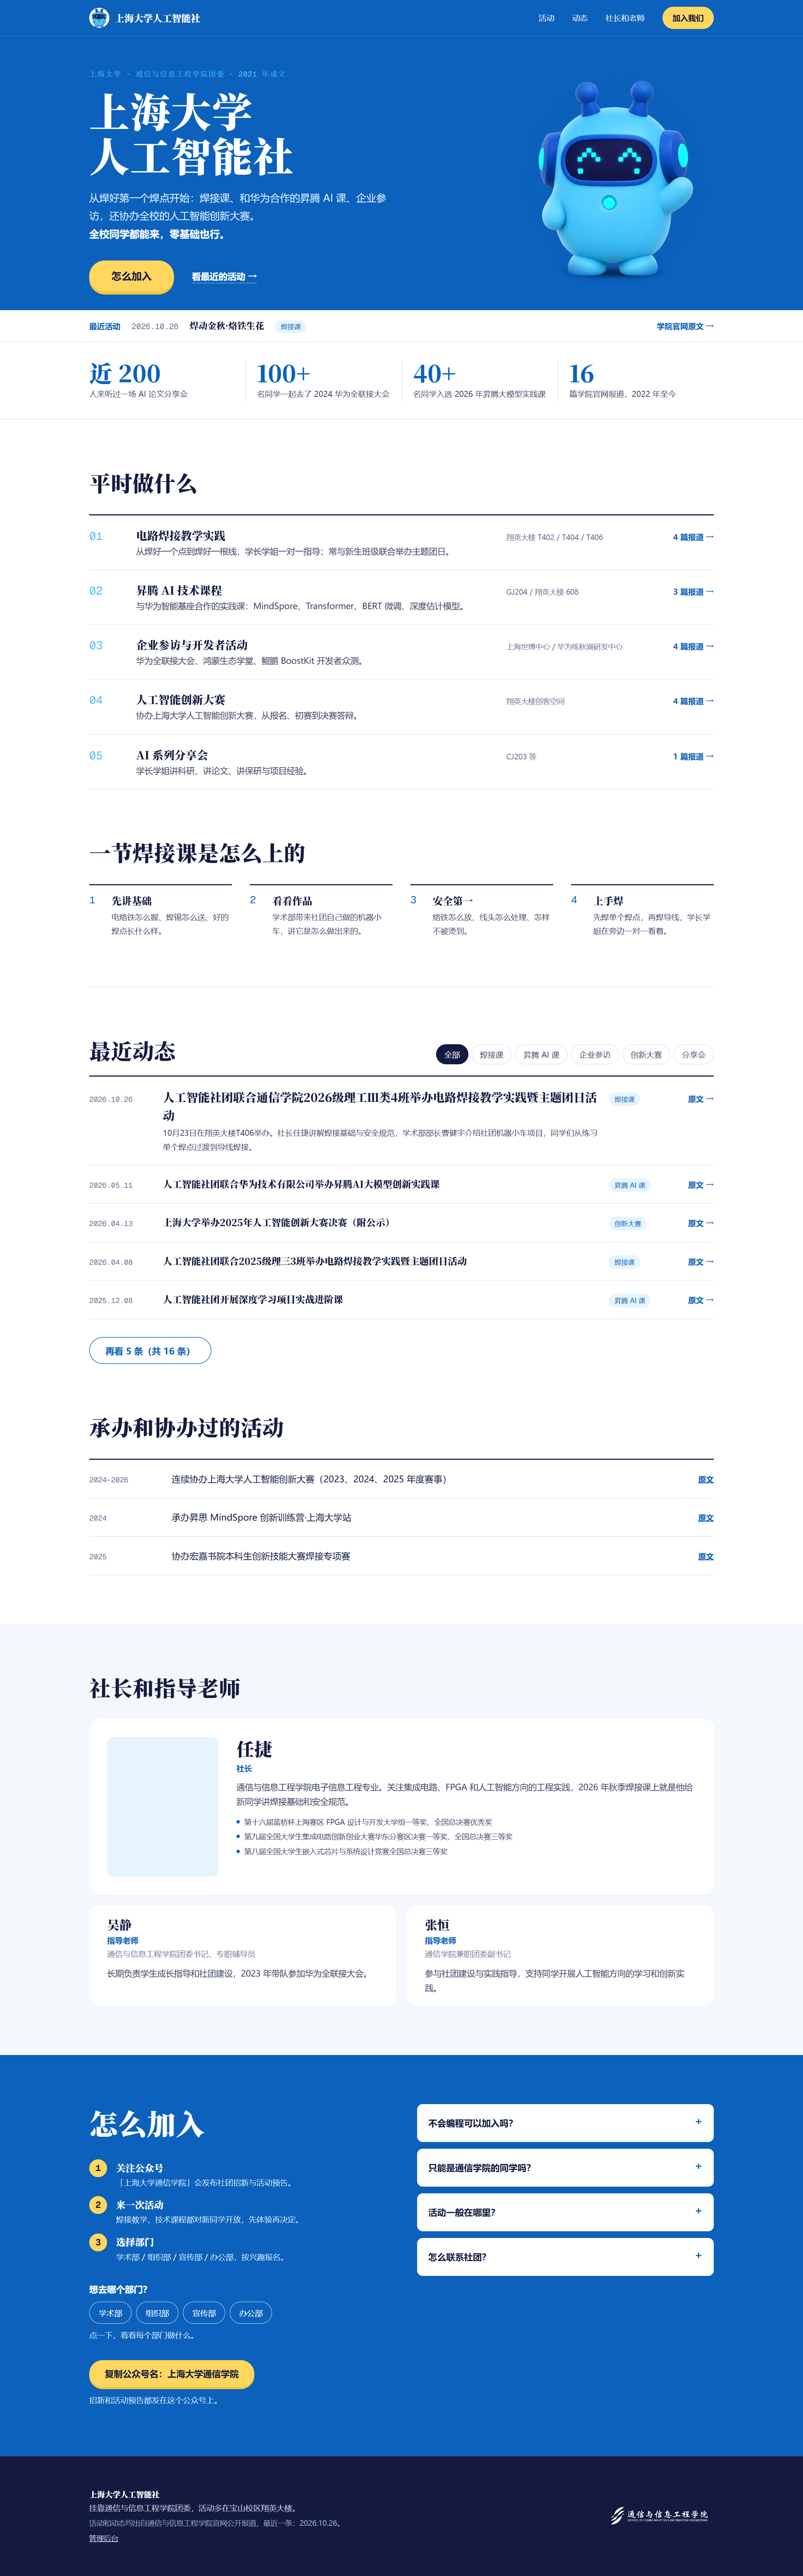 上海大学人工智能社
活动
动态
社长和老师
加入我们
上海大学 · 通信与信息工程学院团委 · 2021 年成立
上海大学
人工智能社
从焊好第一个焊点开始：焊接课、和华为合作的昇腾 AI 课、企业参
访，还协办全校的人工智能创新大赛。
全校同学都能来，零基础也行。
怎么加入
看最近的活动 →
最近活动
2026.10.26
焊动金秋·烙铁生花
焊接课
学院官网原文 →
近 200
人来听过一场 AI 论文分享会
100+
名同学一起去了 2024 华为全联接大会
40+
名同学入选 2026 年昇腾大模型实践课
16
篇学院官网报道，2022 年至今
平时做什么
01
电路焊接教学实践
从焊好一个点到焊好一根线，学长学姐一对一指导；常与新生班级联合举办主题团日。
翔英大楼 T402 / T404 / T406
4 篇报道 →
02
昇腾 AI 技术课程
与华为智能基座合作的实践课：MindSpore、Transformer、BERT 微调、深度估计模型。
GJ204 / 翔英大楼 608
3 篇报道 →
03
企业参访与开发者活动
华为全联接大会、鸿蒙生态学堂、鲲鹏 BoostKit 开发者众测。
上海世博中心 / 华为练秋湖研发中心
4 篇报道 →
04
人工智能创新大赛
协办上海大学人工智能创新大赛，从报名、初赛到决赛答辩。
翔英大楼创客空间
4 篇报道 →
05
AI 系列分享会
学长学姐讲科研、讲论文、讲保研与项目经验。
CJ203 等
1 篇报道 →
一节焊接课是怎么上的
1
先讲基础
电烙铁怎么握、焊锡怎么送、好的
焊点长什么样。
2
看看作品
学术部带来社团自己做的机器小
车，讲它是怎么做出来的。
3
安全第一
烙铁怎么放、线头怎么处理、怎样
不被烫到。
4
上手焊
先焊单个焊点，再焊导线，学长学
姐在旁边一对一看着。
最近动态
全部
焊接课
昇腾 AI 课
企业参访
创新大赛
分享会
2026.10.26
人工智能社团联合通信学院2026级理工Ⅲ类4班举办电路焊接教学实践暨主题团日活
动
10月23日在翔英大楼T406举办。社长任捷讲解焊接基础与安全规范，学术部部长曹健宇介绍社团机器小车项目，同学们从练习
单个焊点过渡到导线焊接。
焊接课
原文 →
2026.05.11
人工智能社团联合华为技术有限公司举办昇腾AI大模型创新实践课
昇腾 AI 课
原文 →
2026.04.13
上海大学举办2025年人工智能创新大赛决赛（附公示）
创新大赛
原文 →
2026.04.08
人工智能社团联合2025级理三3班举办电路焊接教学实践暨主题团日活动
焊接课
原文 →
2025.12.08
人工智能社团开展深度学习项目实战进阶课
昇腾 AI 课
原文 →
再看 5 条（共 16 条）
承办和协办过的活动
2024–2026
连续协办上海大学人工智能创新大赛（2023、2024、2025 年度赛事）
原文
2024
承办昇思 MindSpore 创新训练营·上海大学站
原文
2025
协办宏嘉书院本科生创新技能大赛焊接专项赛
原文
社长和指导老师
任捷
社长
通信与信息工程学院电子信息工程专业。关注集成电路、FPGA 和人工智能方向的工程实践，2026 年秋季焊接课上就是他给
新同学讲焊接基础和安全规范。
第十六届蓝桥杯上海赛区 FPGA 设计与开发大学组一等奖、全国总决赛优秀奖
第九届全国大学生集成电路创新创业大赛华东分赛区决赛一等奖、全国总决赛三等奖
第八届全国大学生嵌入式芯片与系统设计竞赛全国总决赛三等奖
吴静
指导老师
通信与信息工程学院团委书记、专职辅导员
长期负责学生成长指导和社团建设，2023 年带队参加华为全联接大会。
张恒
指导老师
通信学院兼职团委副书记
参与社团建设与实践指导，支持同学开展人工智能方向的学习和创新实
践。
怎么加入
1
关注公众号
「上海大学通信学院」会发布社团招新与活动预告。
2
来一次活动
焊接教学、技术课程都对新同学开放，先体验再决定。
3
选择部门
学术部 / 组织部 / 宣传部 / 办公部，按兴趣报名。
想去哪个部门？
学术部
组织部
宣传部
办公部
点一下，看看每个部门做什么。
复制公众号名：上海大学通信学院
招新和活动预告都发在这个公众号上。
不会编程可以加入吗？
+
只能是通信学院的同学吗？
+
活动一般在哪里？
+
怎么联系社团？
+
上海大学人工智能社
挂靠通信与信息工程学院团委，活动多在宝山校区翔英大楼。
活动和动态均出自通信与信息工程学院官网公开报道，最近一条：2026.10.26。
管理后台
通信与信息工程学院